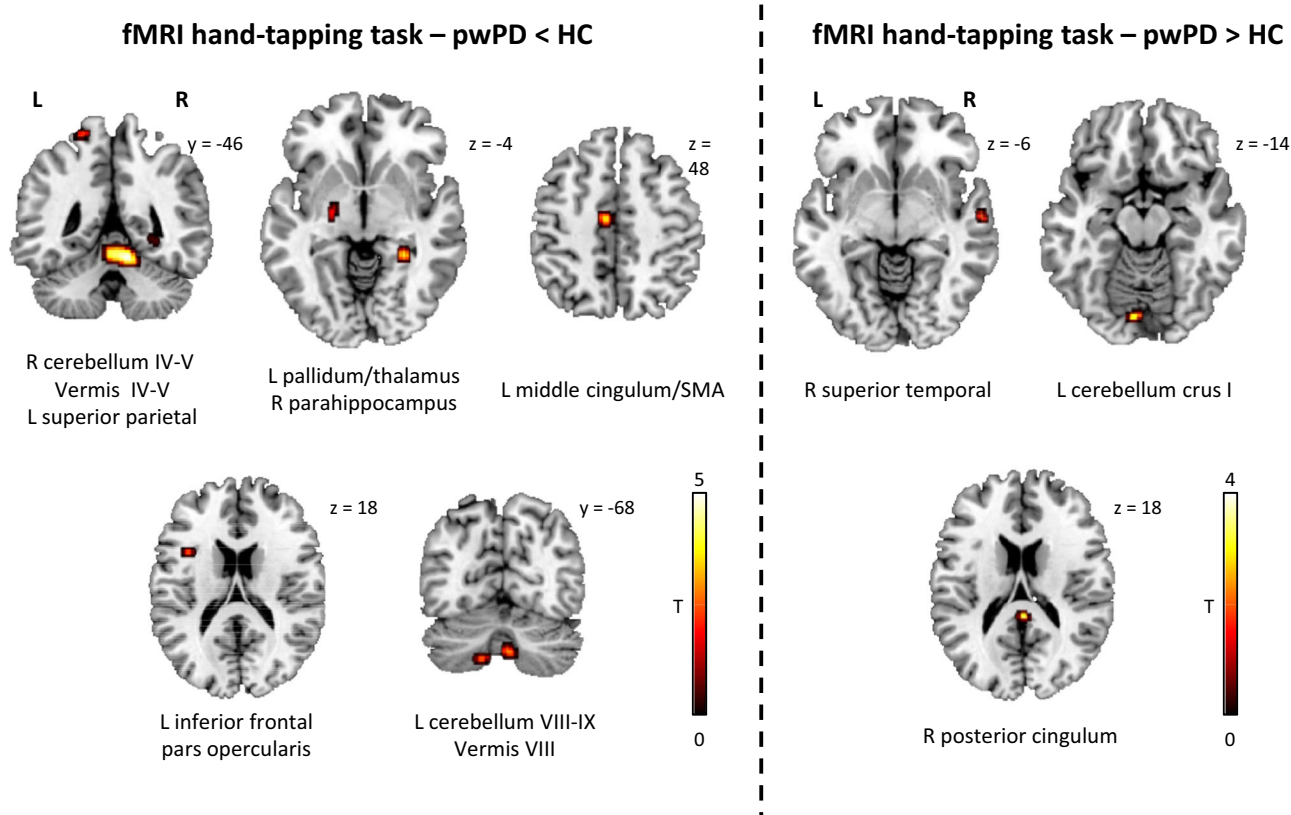 fMRI hand-tapping task – pwPD < HC
L
R
y = -46
z = -4
z =
48
R cerebellum IV-V
Vermis IV-V
L superior parietal
L pallidum/thalamus
R parahippocampus
L middle cingulum/SMA
z = 18
y = -68
5
T
0
L inferior frontal
pars opercularis
L cerebellum VIII-IX
Vermis VIII
fMRI hand-tapping task – pwPD > HC
L
R
z = -6
z = -14
R superior temporal
L cerebellum crus I
z = 18
4
T
0
R posterior cingulum